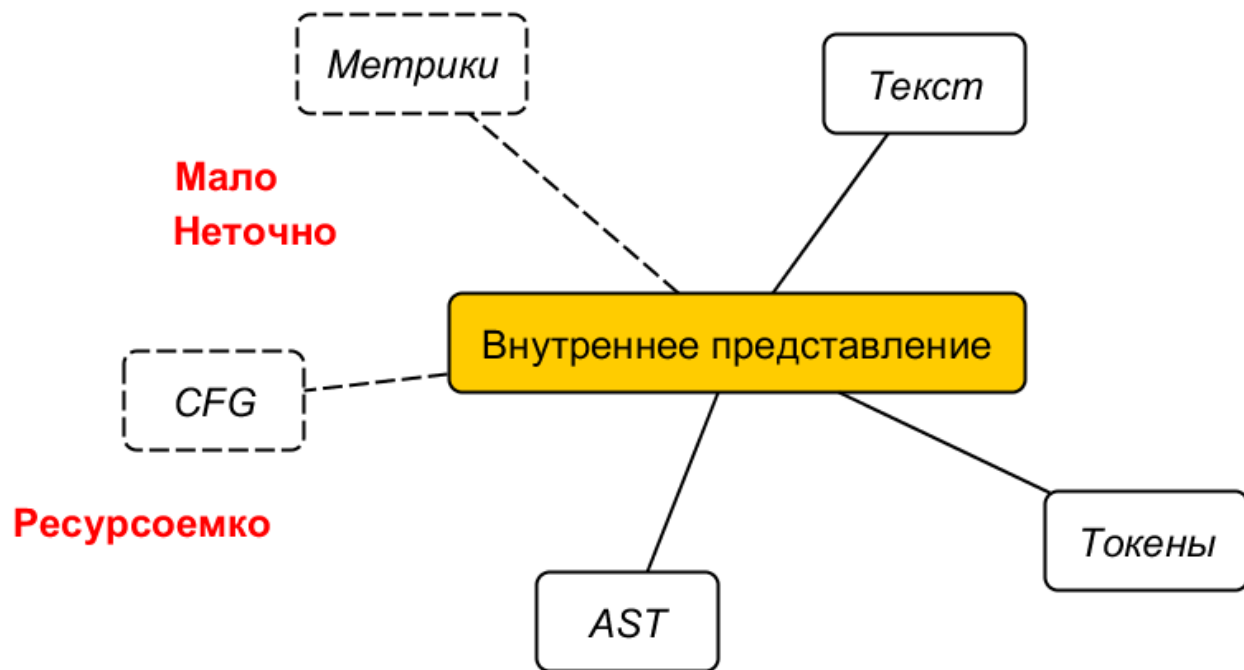 Метрики
Текст
Мало
Неточно
Внутреннее представление
CFG
Ресурсоемко
Токены
AST